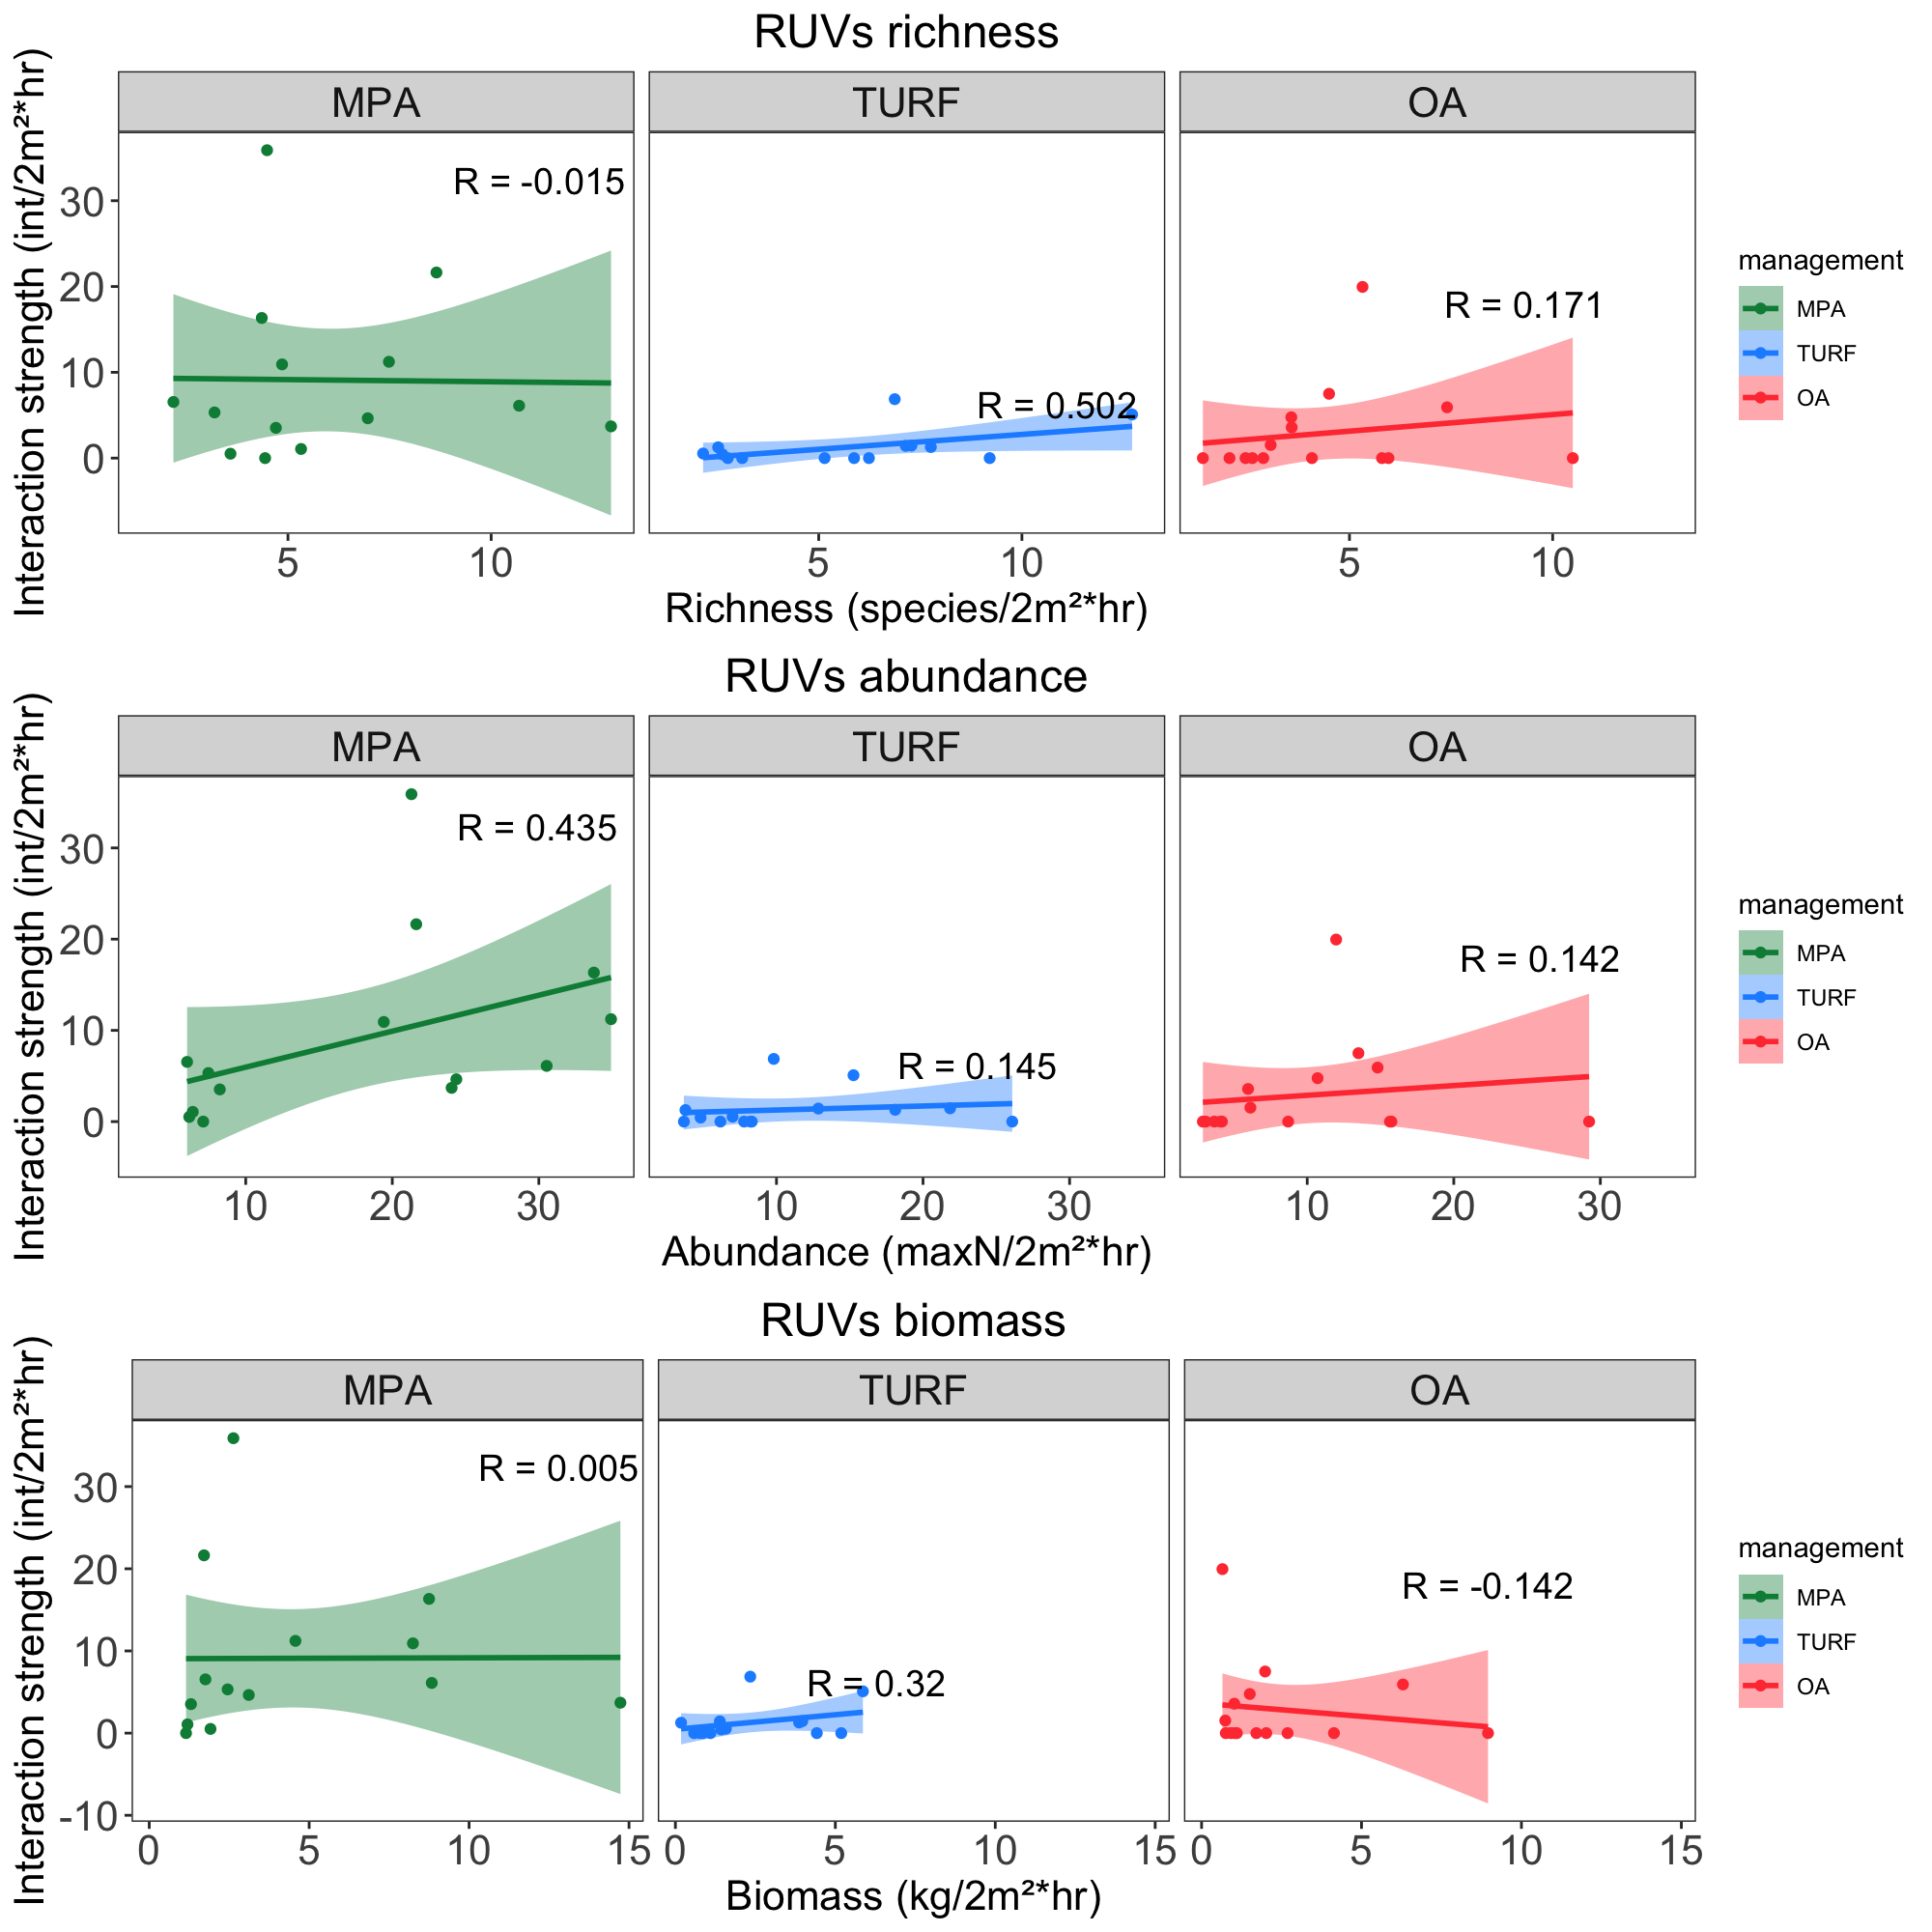 RUVs richness
MPA TURF OA
Interaction strength (int/2m²*hr)
30
20
10
0
R = -0.015
R = 0.502
R = 0.171
5 10 5 10 5 10
Richness (species/2m²*hr)
management
MPA
TURF
OA
RUVs abundance
MPA TURF OA
Interaction strength (int/2m²*hr)
30
20
10
0
R = 0.435
R = 0.145
R = 0.142
10 20 30 10 20 30 10 20 30
Abundance (maxN/2m²*hr)
management
MPA
TURF
OA
RUVs biomass
MPA TURF OA
Interaction strength (int/2m²*hr)
30
20
10
0
-10
R = 0.005
R = 0.32
R = -0.142
0 5 10 15 0 5 10 15 0 5 10 15
Biomass (kg/2m²*hr)
management
MPA
TURF
OA